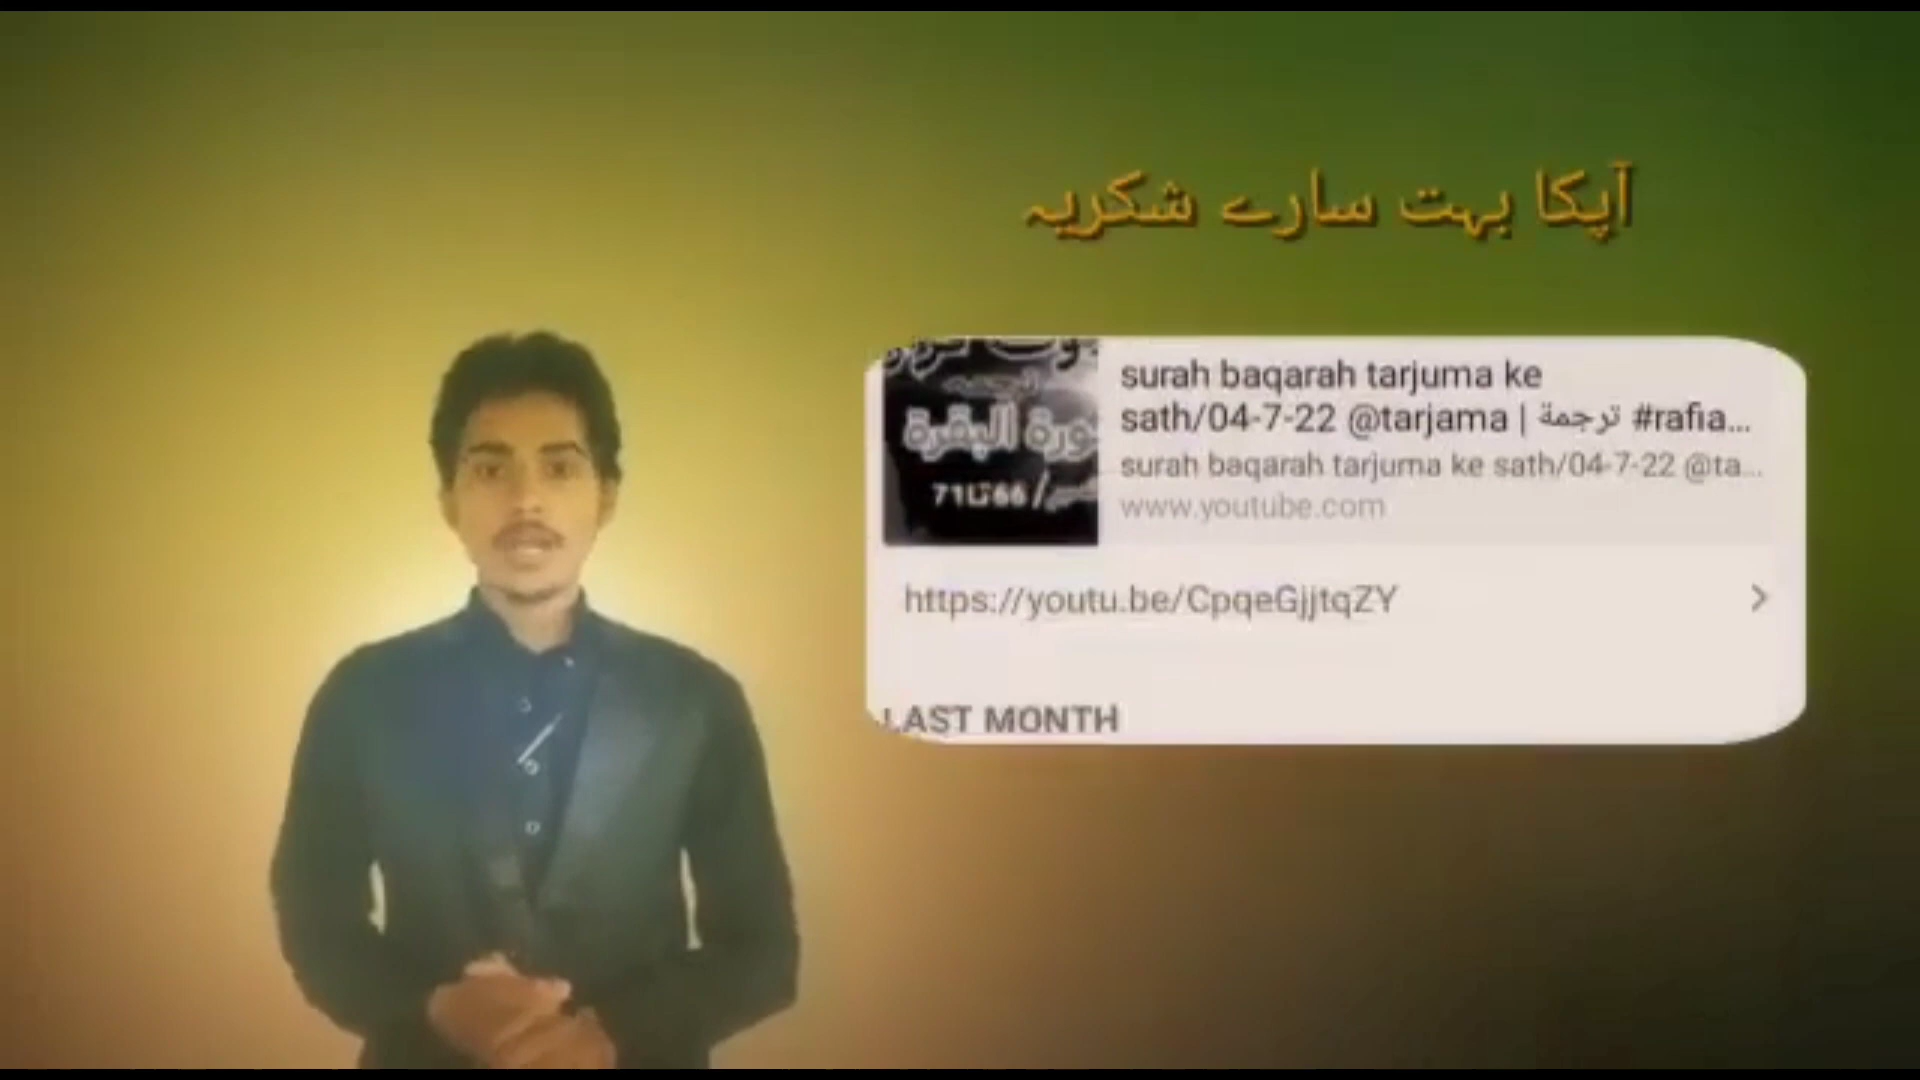 آپکا بہت سارے شکریہ
surah baqarah tarjuma ke
sath/04-7-22 @tarjama | ترجمة #rafia...
surah baqarah tarjuma ke sath/04-7-22 @ta...
www.youtube.com
سورة البقرة
66تا71
https://youtu.be/CpqeGjjtqZY
LAST MONTH